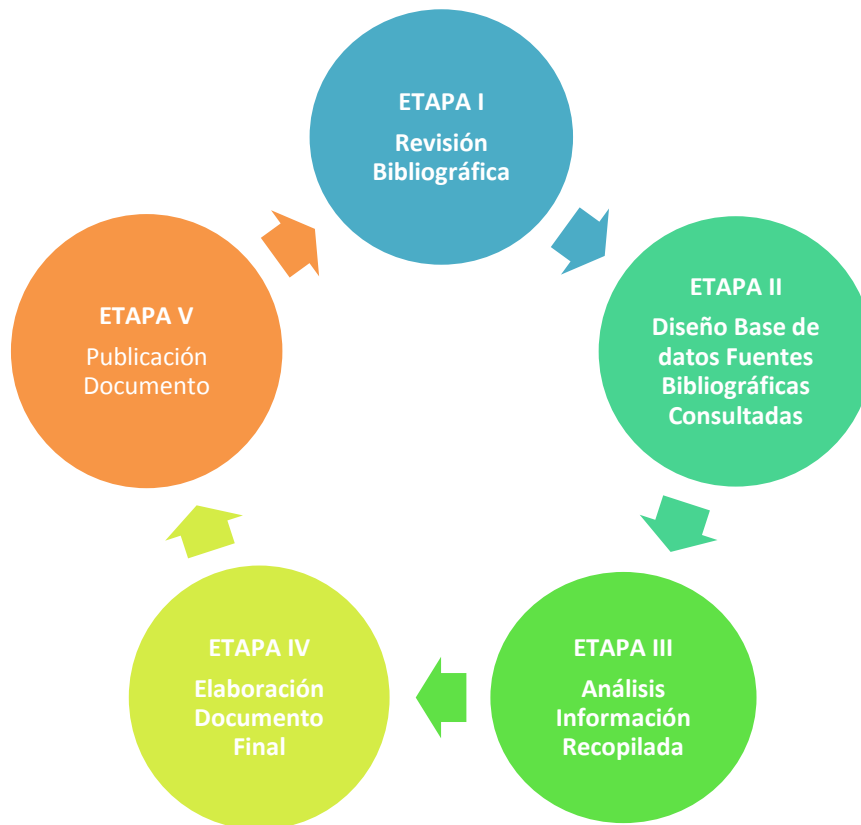 ETAPA I
Revisión
Bibliográfica
ETAPA II
Diseño Base de
datos Fuentes
Bibliográficas
Consultadas
ETAPA III
Análisis
Información
Recopilada
ETAPA IV
Elaboración
Documento
Final
ETAPA V
Publicación
Documento